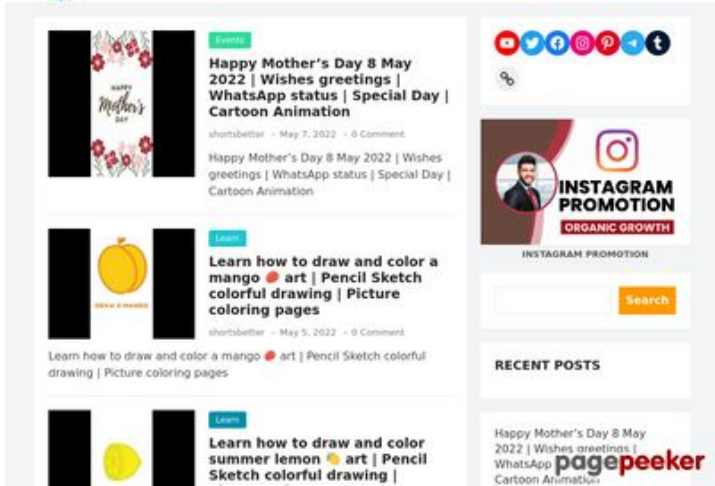 Events
Happy Mother's Day 8 May
2022 | Wishes greetings |
WhatsApp status | Special Day |
Cartoon Animation
shortsbetter - May 7, 2022 - 0 Comment
Happy Mother's Day 8 May 2022 | Wishes
greetings | WhatsApp status | Special Day |
Cartoon Animation
HAPPY
Mother's
DAY
Learn
Learn how to draw and color a
mango 🥭 art | Pencil Sketch
colorful drawing | Picture
coloring pages
shortsbetter - May 5, 2022 - 0 Comment
DRAW A MANGO
Learn how to draw and color a mango 🥭 art | Pencil Sketch colorful
drawing | Picture coloring pages
Learn
Learn how to draw and color
summer lemon 🍋 art | Pencil
Sketch colorful drawing |
INSTAGRAM
PROMOTION
ORGANIC GROWTH
INSTAGRAM PROMOTION
Search
RECENT POSTS
Happy Mother's Day 8 May
2022 | Wishes greetings |
WhatsApp
Cartoon Animation
pagepeeker